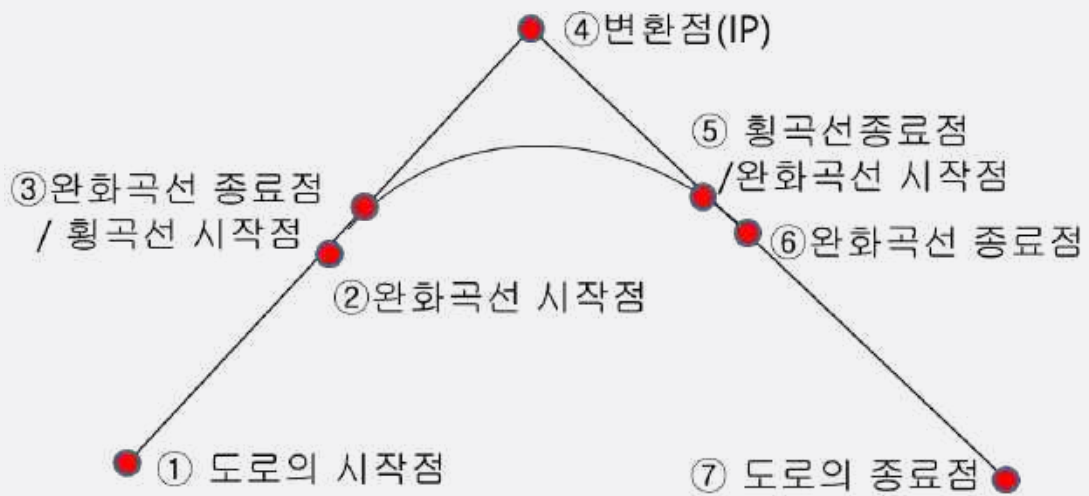 ④변환점(IP)
⑤ 횡곡선종료점
/완화곡선 시작점
③완화곡선 종료점
/ 횡곡선 시작점
⑥완화곡선 종료점
②완화곡선 시작점
① 도로의 시작점
⑦ 도로의 종료점